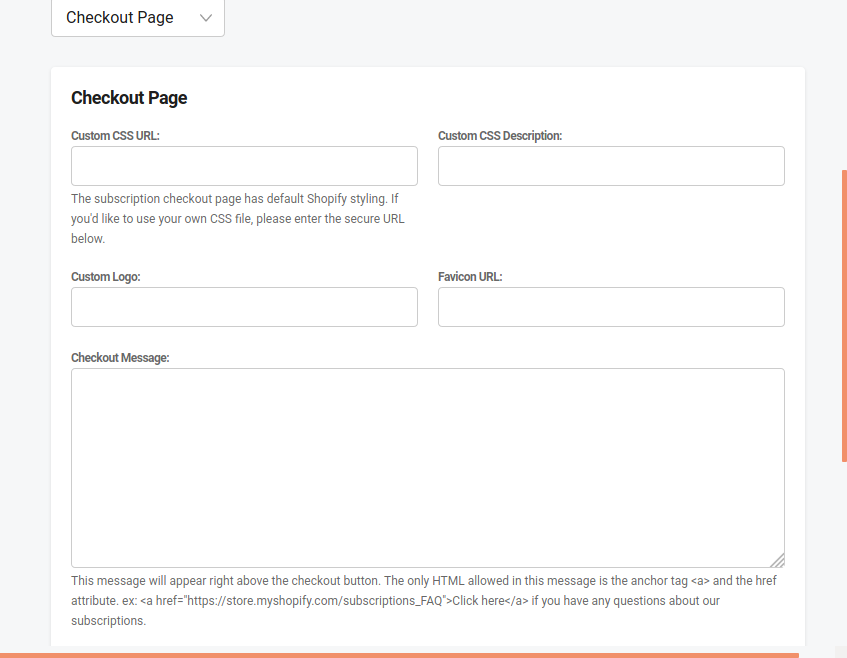 Checkout Page
Checkout Page
Custom CSS URL:
Custom CSS Description:
The subscription checkout page has default Shopify styling. If
you'd like to use your own CSS file, please enter the secure URL
below.
Custom Logo:
Favicon URL:
Checkout Message:
This message will appear right above the checkout button. The only HTML allowed in this message is the anchor tag <a> and the href
attribute. ex: <a href="https://store.myshopify.com/subscriptions_FAQ">Click here</a> if you have any questions about our
subscriptions.